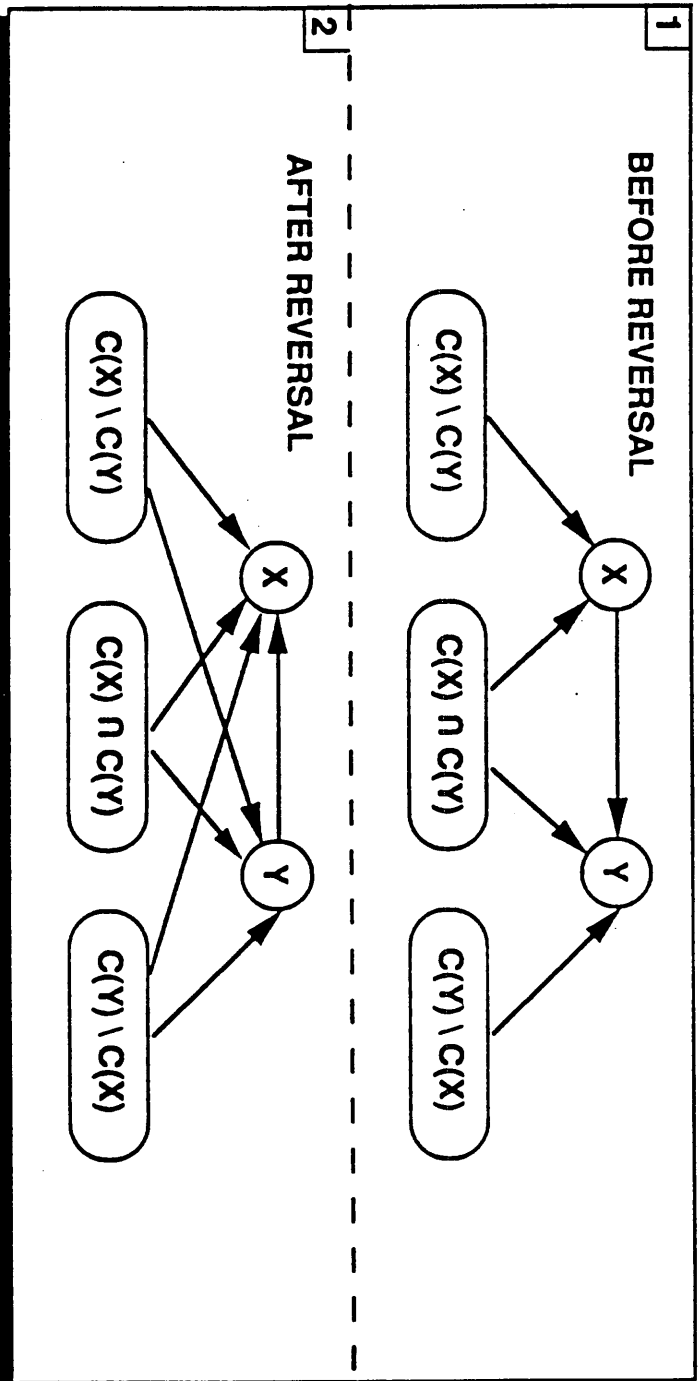 1
BEFORE REVERSAL
X
Y
C(X) \ C(Y)
C(X) ∩ C(Y)
C(Y) \ C(X)
2
AFTER REVERSAL
X
Y
C(X) \ C(Y)
C(X) ∩ C(Y)
C(Y) \ C(X)